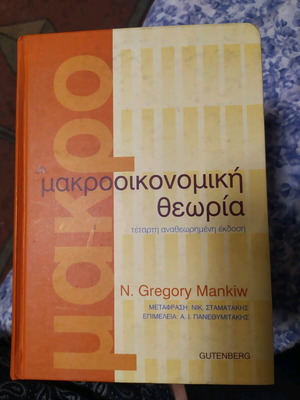 μακρο
μακροοικονομική
θεωρία
τέταρτη αναθεωρημένη έκδοση
N. Gregory Mankiw
ΜΕΤΑΦΡΑΣΗ: ΝΙΚ. ΣΤΑΜΑΤΑΚΗΣ
ΕΠΙΜΕΛΕΙΑ: Α. Ι. ΠΑΝΕΘΥΜΙΤΑΚΗΣ
GUTENBERG